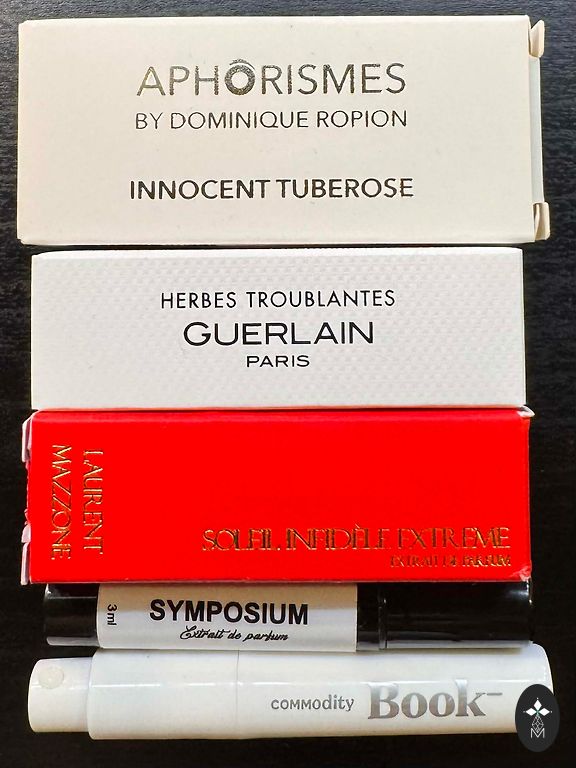 APHÔRISMES
BY DOMINIQUE ROPION
INNOCENT TUBEROSE
HERBES TROUBLANTES
GUERLAIN
PARIS
LAURENT
MAZZONE
SOLEIL INFIDÈLE EXTREME
EXTRAIT DE PARFUM
3ml
SYMPOSIUM
Extrait de parfum
COMMODity Book-
M